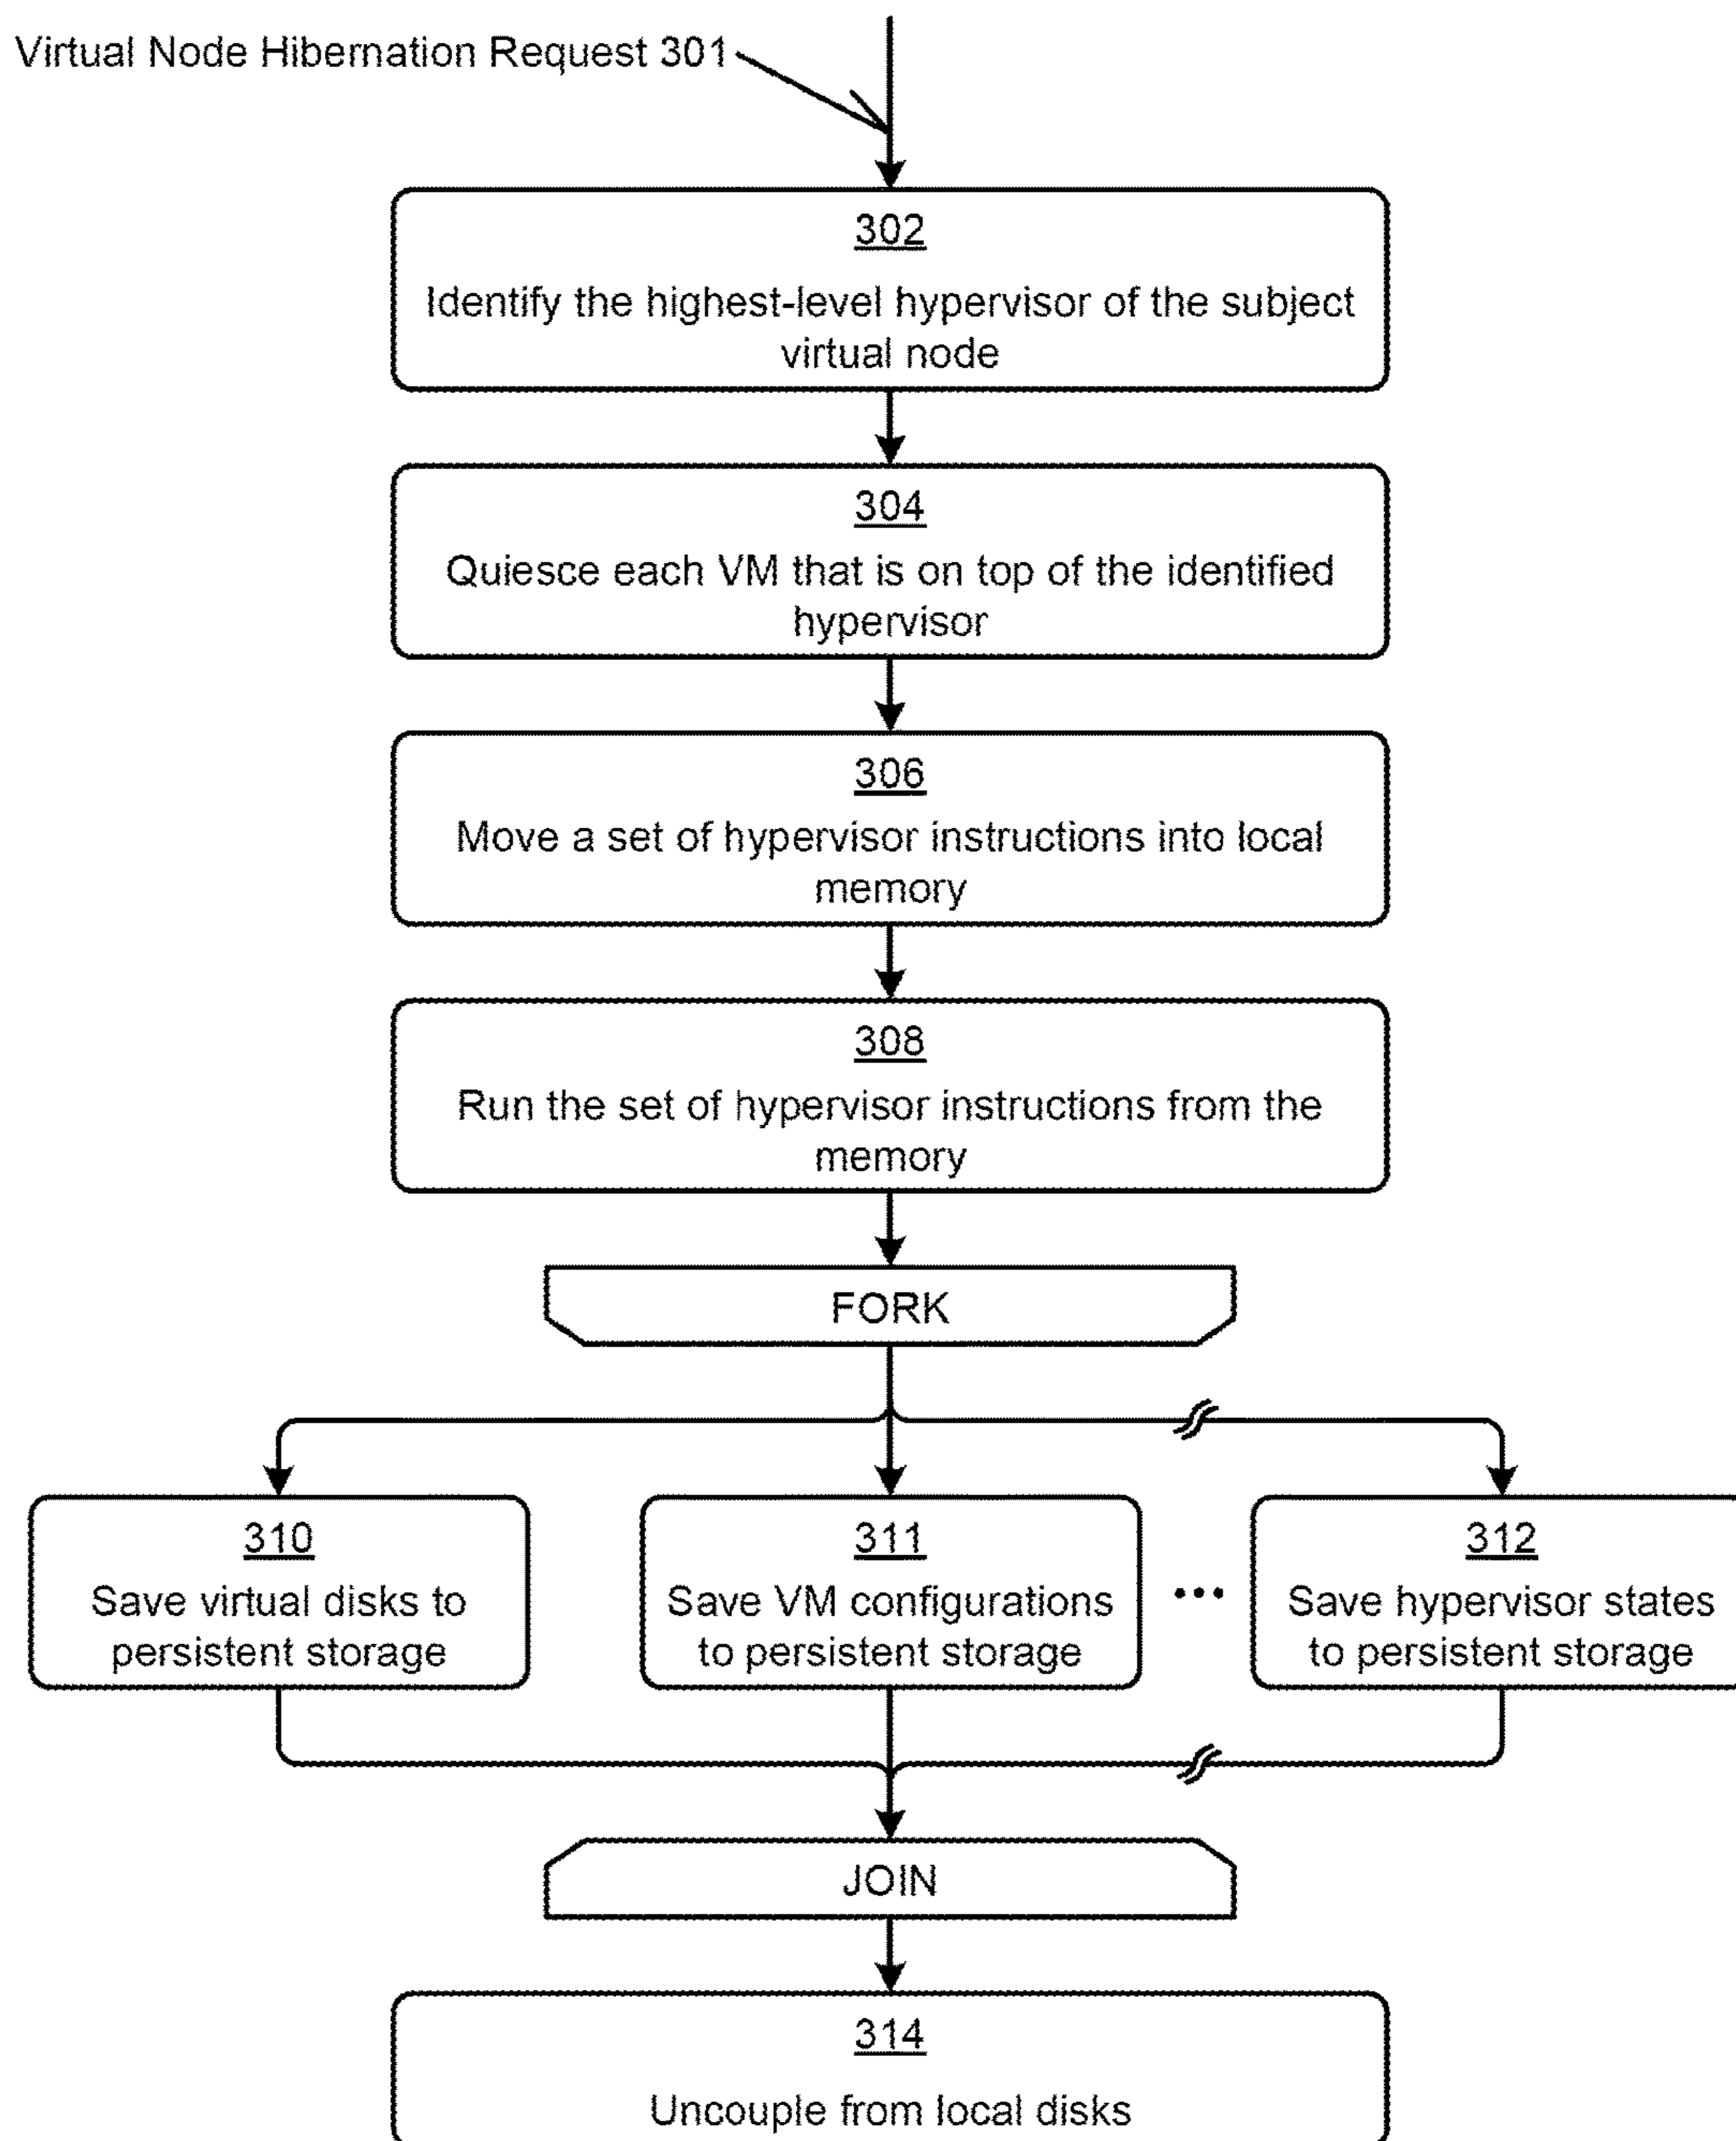 Virtual Node Hibernation Request 301
302
Identify the highest-level hypervisor of the subject
virtual node
304
Quiesce each VM that is on top of the identified
hypervisor
306
Move a set of hypervisor instructions into local
memory
308
Run the set of hypervisor instructions from the
memory
FORK
310
Save virtual disks to
persistent storage
311
Save VM configurations
to persistent storage
•••
312
Save hypervisor states
to persistent storage
JOIN
314
Uncouple from local disks